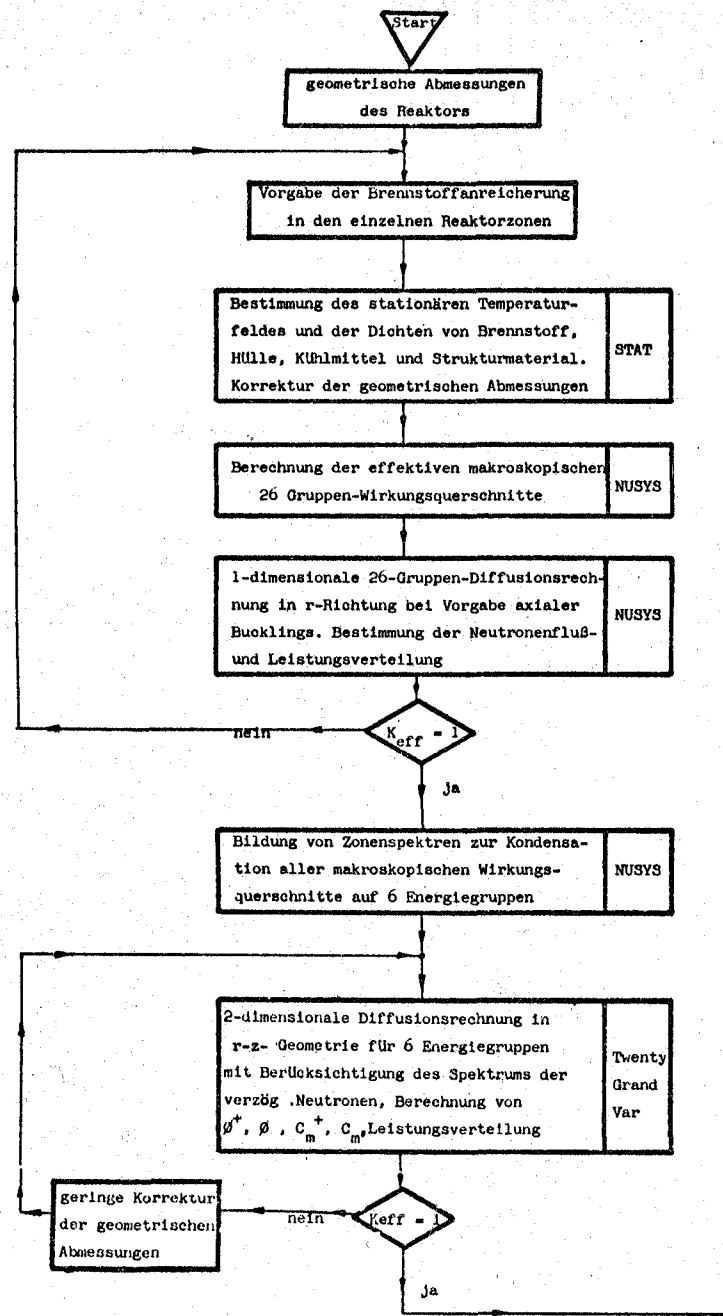 Start
geometrische Abmessungen
des Reaktors
Vorgabe der Brennstoffanreicherung
in den einzelnen Reaktorzonen
Bestimmung des stationären Temperatur-
feldes und der Dichten von Brennstoff,
Hülle, Kühlmittel und Strukturmaterial.
Korrektur der geometrischen Abmessungen
STAT
Berechnung der effektiven makroskopischen
26 Gruppen-Wirkungsquerschnitte
NUSYS
1-dimensionale 26-Gruppen-Diffusionsrech-
nung in r-Richtung bei Vorgabe axialer
Bucklings. Bestimmung der Neutronenfluß-
und Leistungsverteilung
NUSYS
nein
K_eff = 1
ja
Bildung von Zonenspektren zur Kondensa-
tion aller makroskopischen Wirkungs-
querschnitte auf 6 Energiegruppen
NUSYS
2-dimensionale Diffusionsrechnung in
r-z- Geometrie für 6 Energiegruppen
mit Berücksichtigung des Spektrums der
verzög .Neutronen, Berechnung von
Ø⁺, Ø , C_m⁺, C_m,Leistungsverteilung
Twenty
Grand
Var
geringe Korrektur
der geometrischen
Abmessungen
nein
Keff = 1
ja